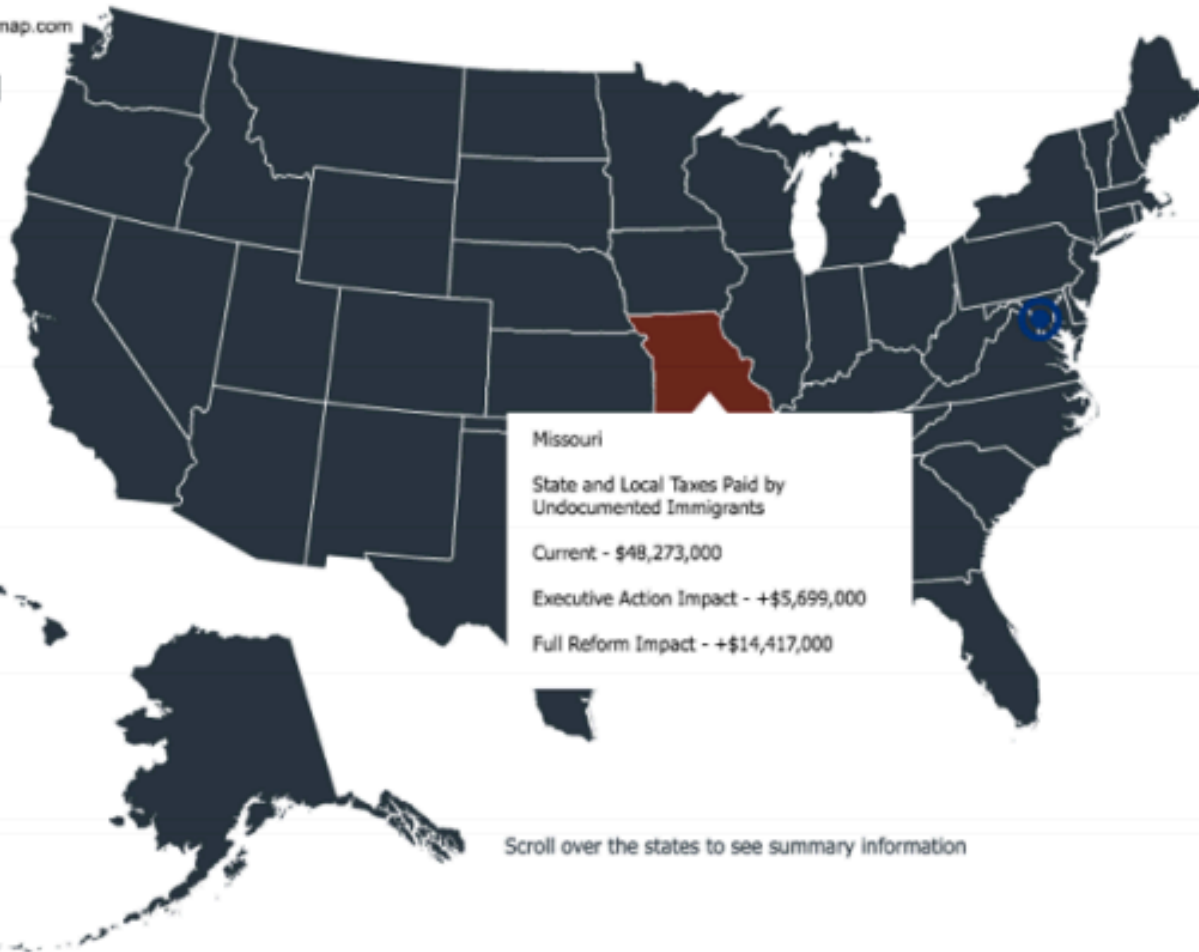 map.com
Missouri
State and Local Taxes Paid by
Undocumented Immigrants
Current - $48,273,000
Executive Action Impact - +$5,699,000
Full Reform Impact - +$14,417,000
Scroll over the states to see summary information